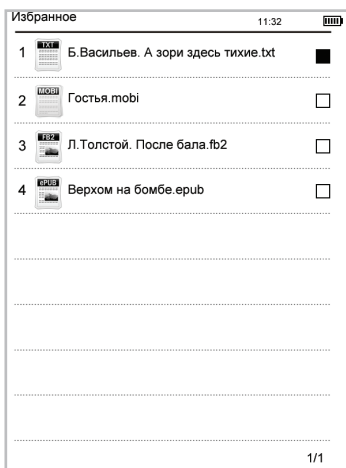 Избранное 11:32
1 TXT Б.Васильев. А зори здесь тихие.txt
2 MOBI Гостья.mobi
3 FB2 Л.Толстой. После бала.fb2
4 ePUB Верхом на бомбе.epub
1/1